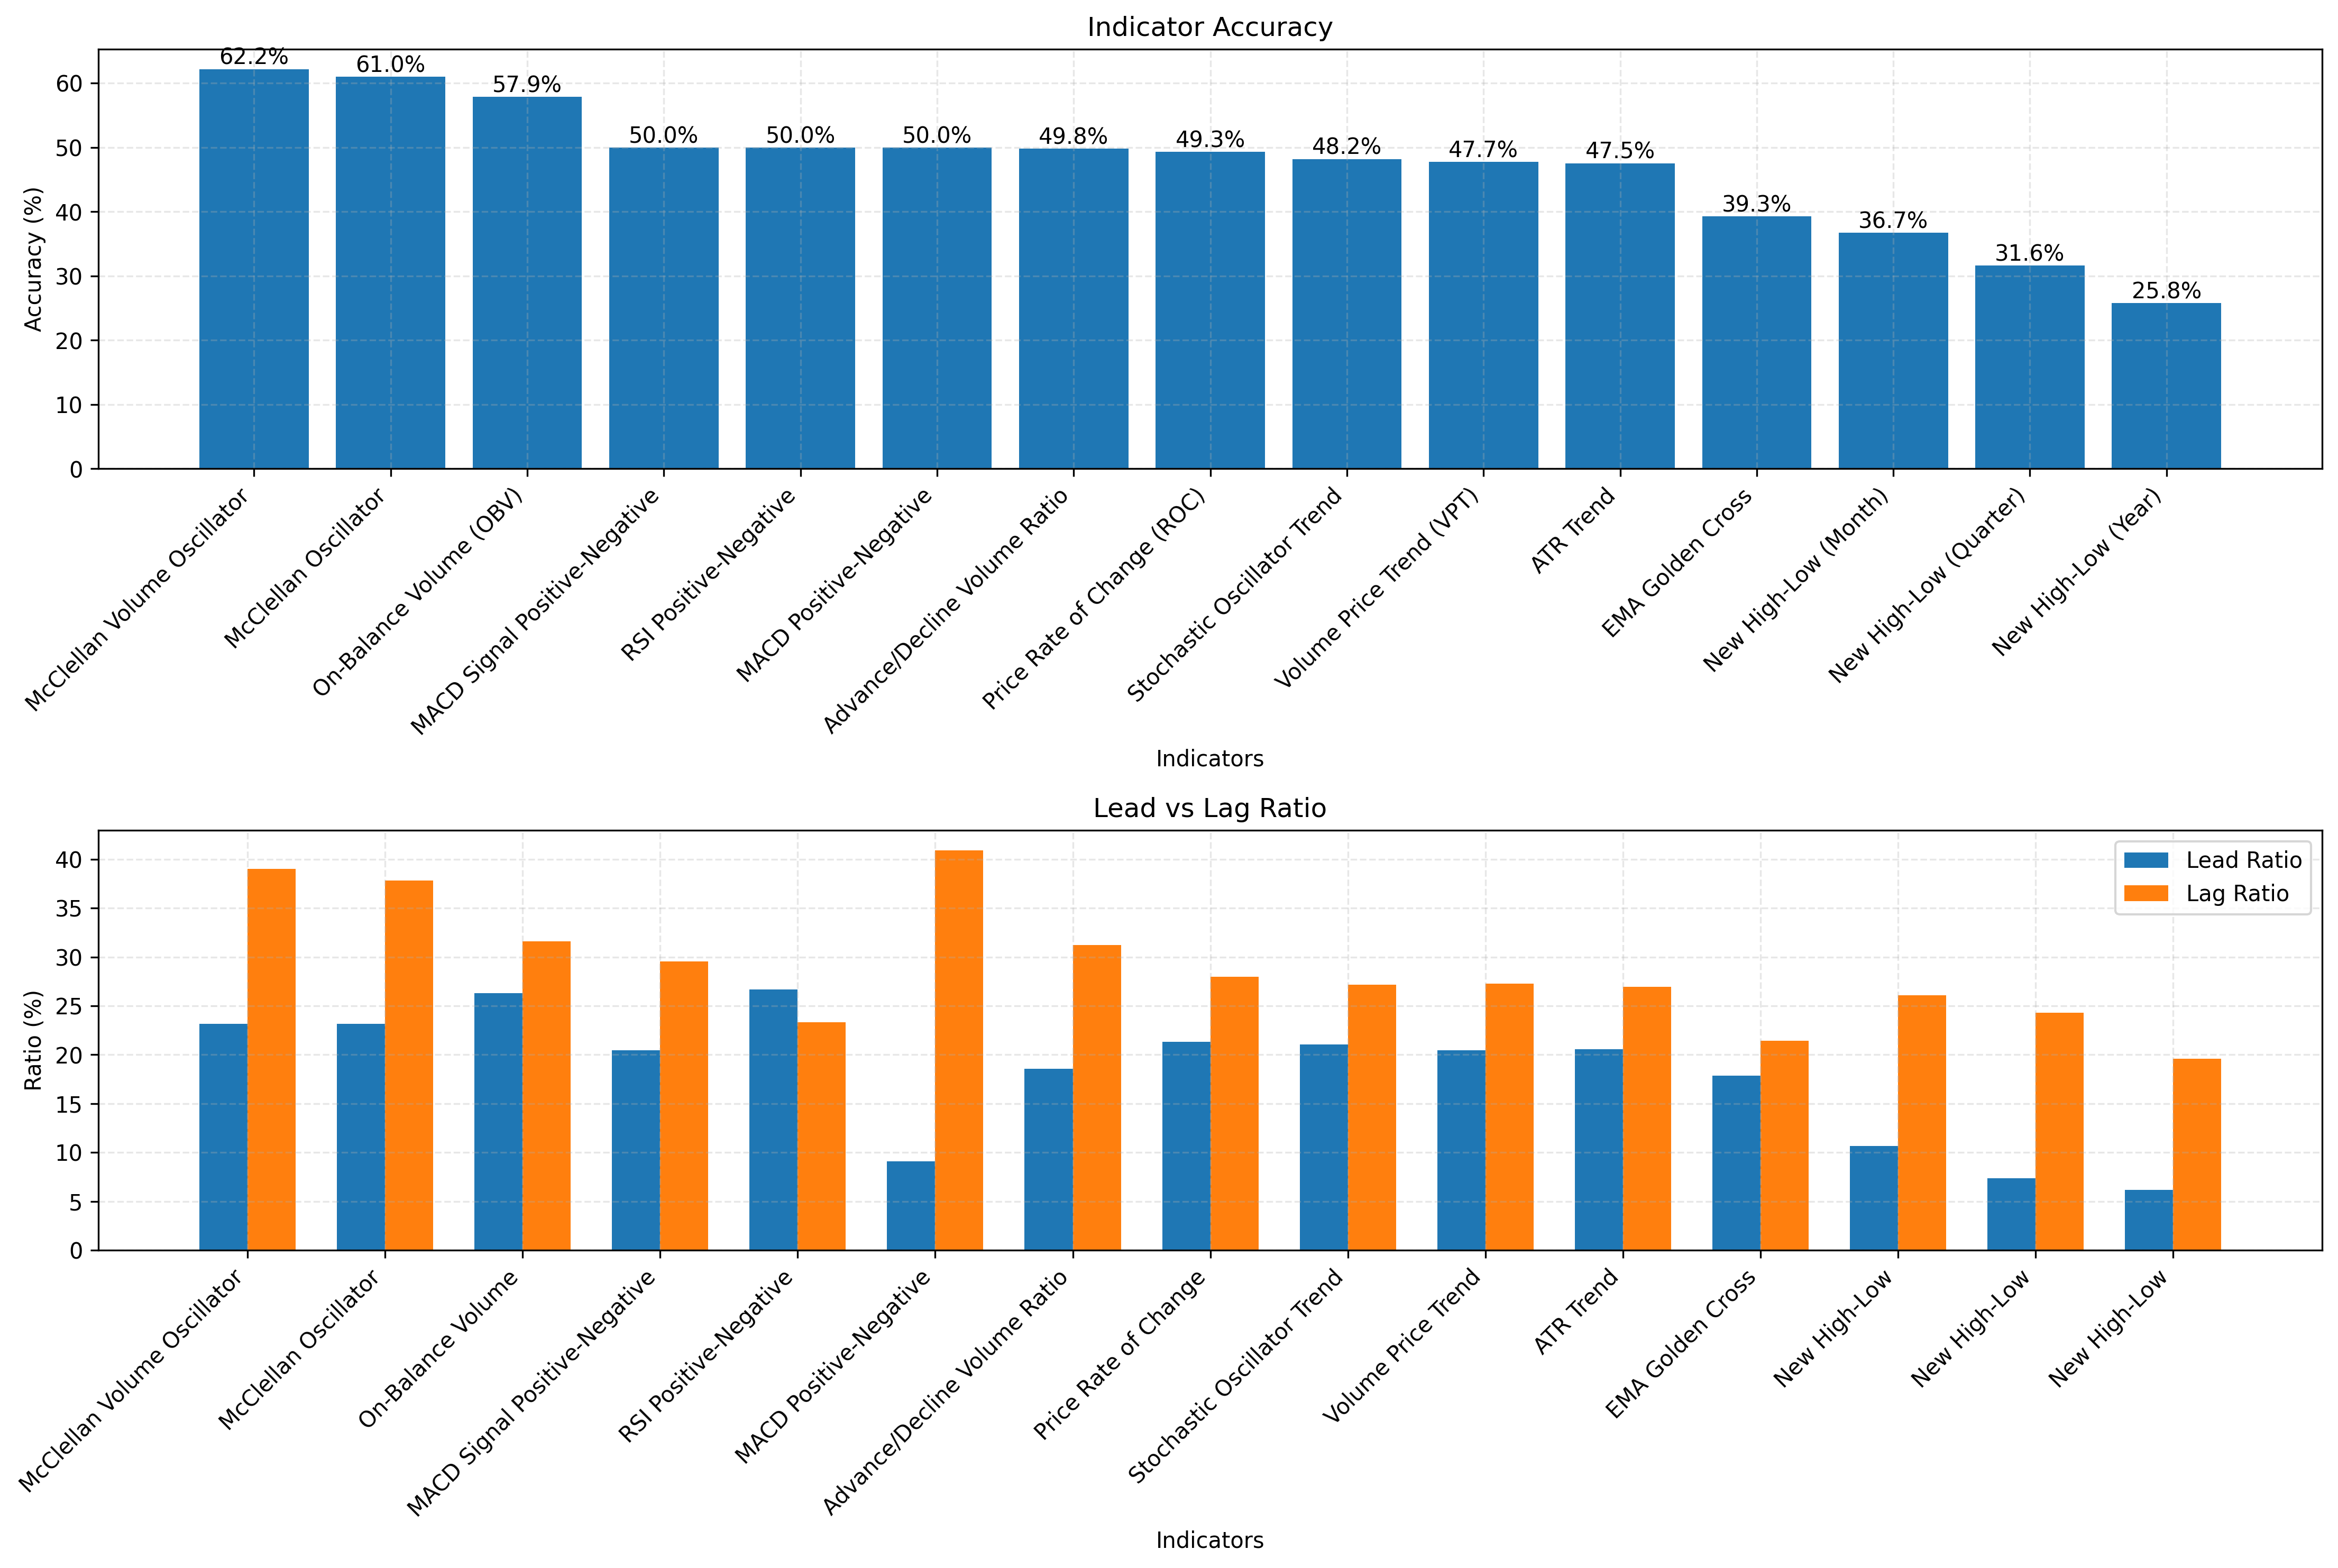 Indicator Accuracy
Accuracy (%)
60
50
40
30
20
10
0
62.2%
61.0%
57.9%
50.0%
50.0%
50.0%
49.8%
49.3%
48.2%
47.7%
47.5%
39.3%
36.7%
31.6%
25.8%
McClellan Volume Oscillator
McClellan Oscillator
On-Balance Volume (OBV)
MACD Signal Positive-Negative
RSI Positive-Negative
MACD Positive-Negative
Advance/Decline Volume Ratio
Price Rate of Change (ROC)
Stochastic Oscillator Trend
Volume Price Trend (VPT)
ATR Trend
EMA Golden Cross
New High-Low (Month)
New High-Low (Quarter)
New High-Low (Year)
Indicators
Lead vs Lag Ratio
Ratio (%)
40
35
30
25
20
15
10
5
0
Lead Ratio
Lag Ratio
McClellan Volume Oscillator
McClellan Oscillator
On-Balance Volume
MACD Signal Positive-Negative
RSI Positive-Negative
MACD Positive-Negative
Advance/Decline Volume Ratio
Price Rate of Change
Stochastic Oscillator Trend
Volume Price Trend
ATR Trend
EMA Golden Cross
New High-Low
New High-Low
New High-Low
Indicators